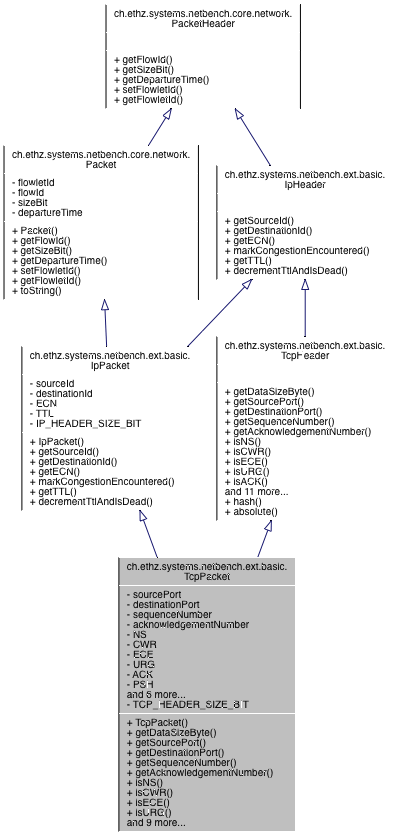 ch.ethz.systems.netbench.core.network.
PacketHeader
+ getFlowId()
+ getSizeBit()
+ getDepartureTime()
+ setFlowletId()
+ getFlowletId()
ch.ethz.systems.netbench.core.network.
Packet
- flowletId
- flowId
- sizeBit
- departureTime
+ Packet()
+ getFlowId()
+ getSizeBit()
+ getDepartureTime()
+ setFlowletId()
+ getFlowletId()
+ toString()
ch.ethz.systems.netbench.ext.basic.
IpHeader
+ getSourceId()
+ getDestinationId()
+ getECN()
+ markCongestionEncountered()
+ getTTL()
+ decrementTtlAndIsDead()
ch.ethz.systems.netbench.ext.basic.
IpPacket
- sourceId
- destinationId
- ECN
- TTL
- IP_HEADER_SIZE_BIT
+ IpPacket()
+ getSourceId()
+ getDestinationId()
+ getECN()
+ markCongestionEncountered()
+ getTTL()
+ decrementTtlAndIsDead()
ch.ethz.systems.netbench.ext.basic.
TcpHeader
+ getDataSizeByte()
+ getSourcePort()
+ getDestinationPort()
+ getSequenceNumber()
+ getAcknowledgementNumber()
+ isNS()
+ isCWR()
+ isECE()
+ isURG()
+ isACK()
and 11 more...
+ hash()
+ absolute()
ch.ethz.systems.netbench.ext.basic.
TcpPacket
- sourcePort
- destinationPort
- sequenceNumber
- acknowledgementNumber
- NS
- CWR
- ECE
- URG
- ACK
- PSH
and 6 more...
- TCP_HEADER_SIZE_BIT
+ TcpPacket()
+ getDataSizeByte()
+ getSourcePort()
+ getDestinationPort()
+ getSequenceNumber()
+ getAcknowledgementNumber()
+ isNS()
+ isCWR()
+ isECE()
+ isURG()
and 9 more...